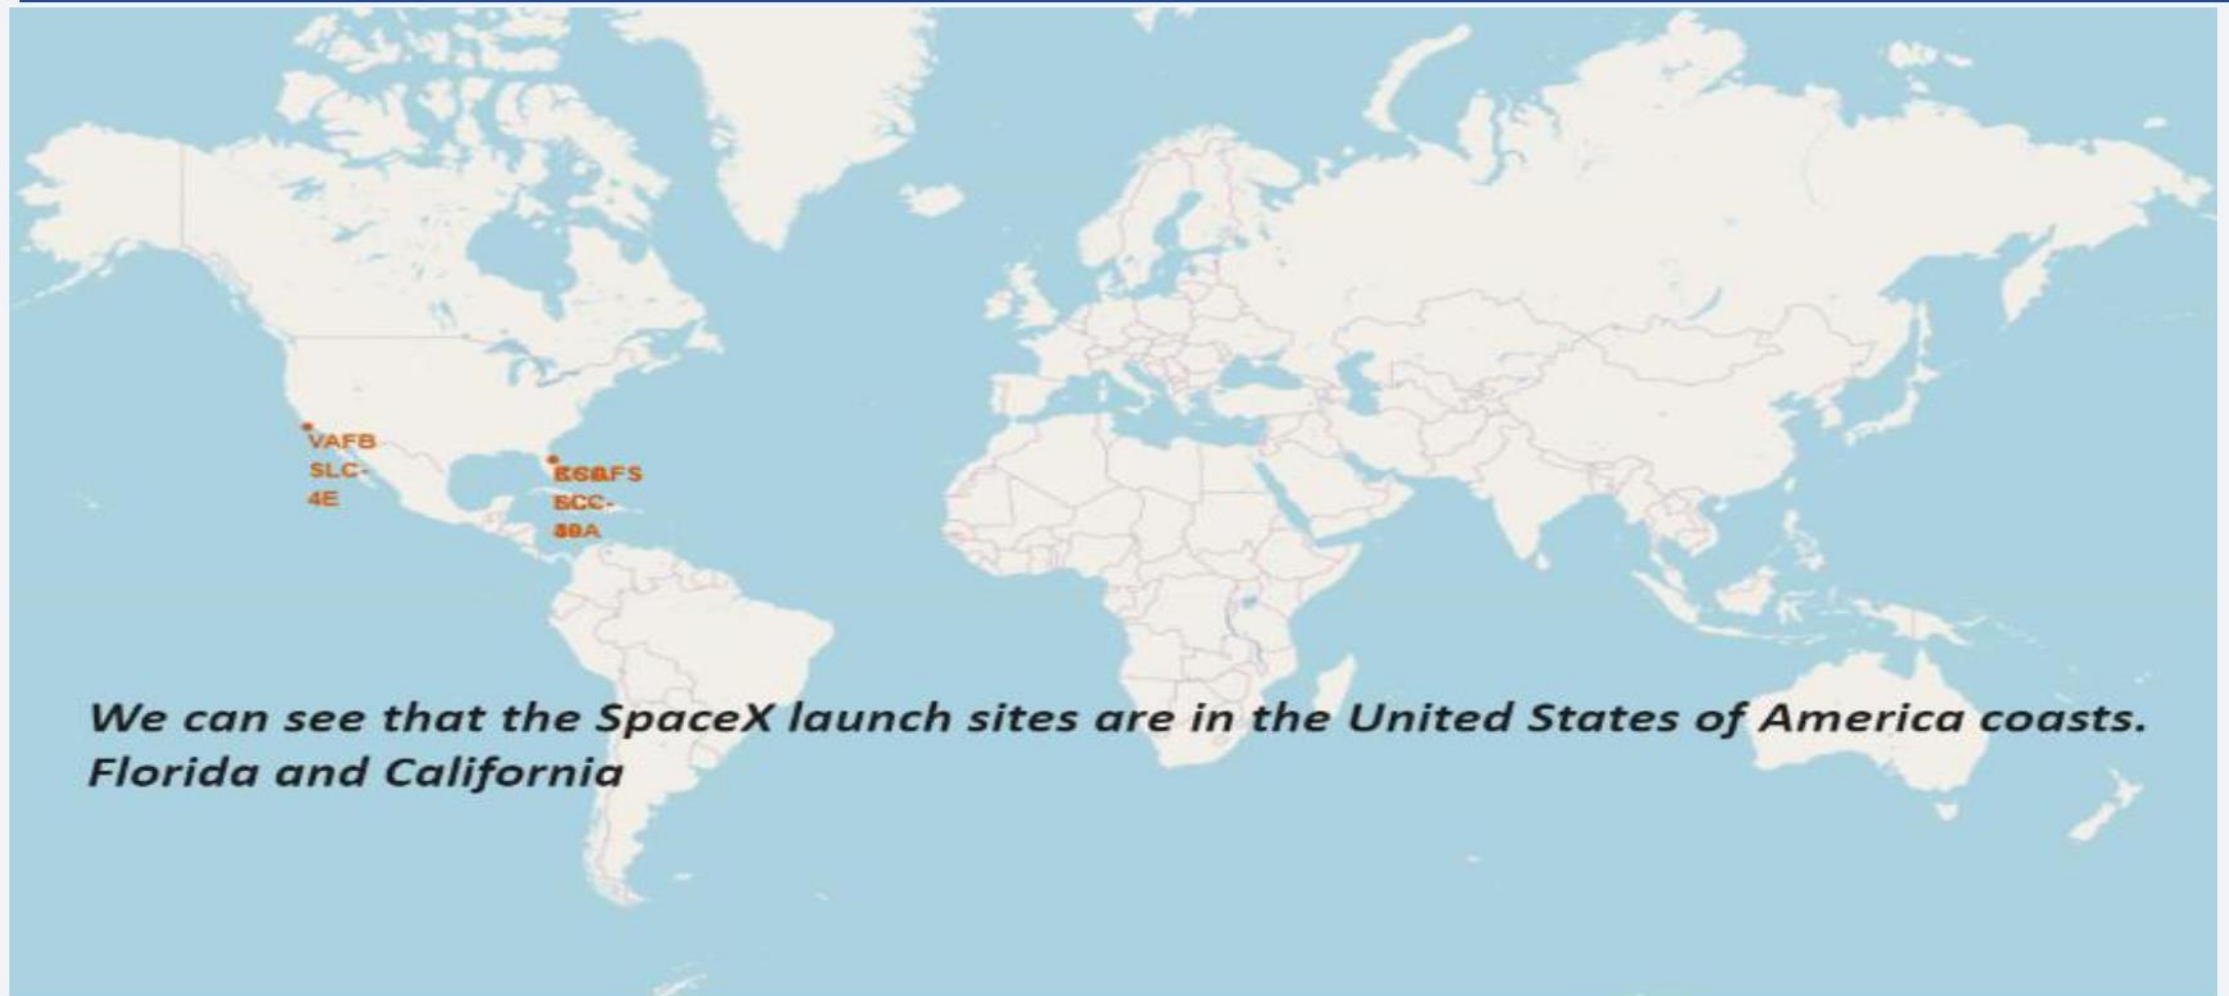 VAFB
SLC-
4E
We can see that the SpaceX launch sites are in the United States of America coasts.
Florida and California